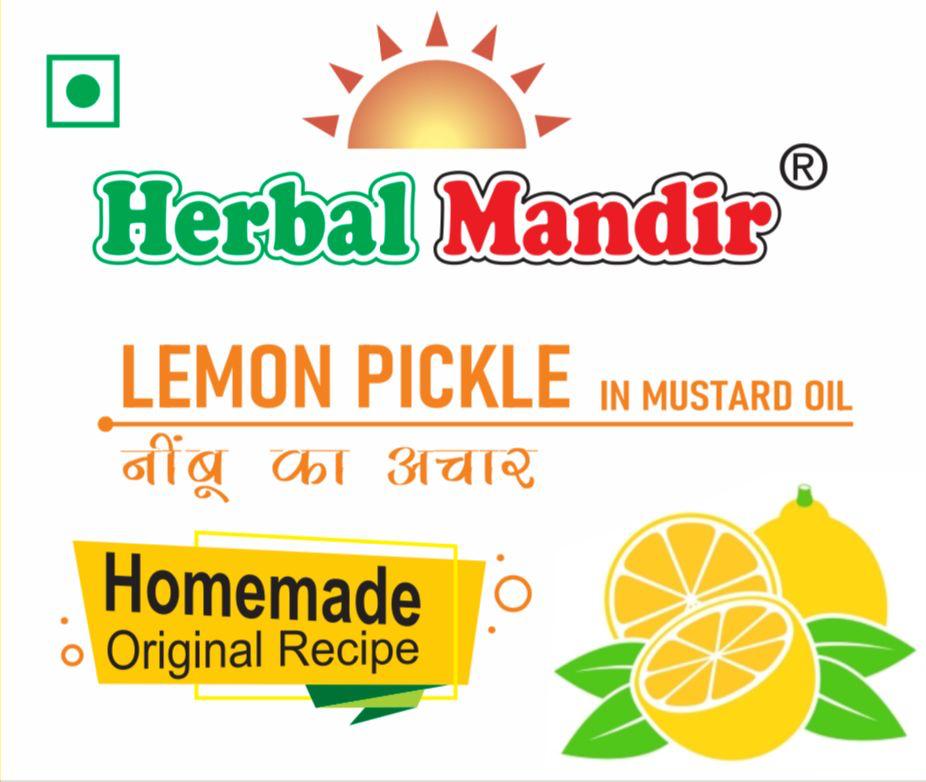 Herbal Mandir ®
LEMON PICKLE IN MUSTARD OIL
नींबू का अचार
Homemade
Original Recipe